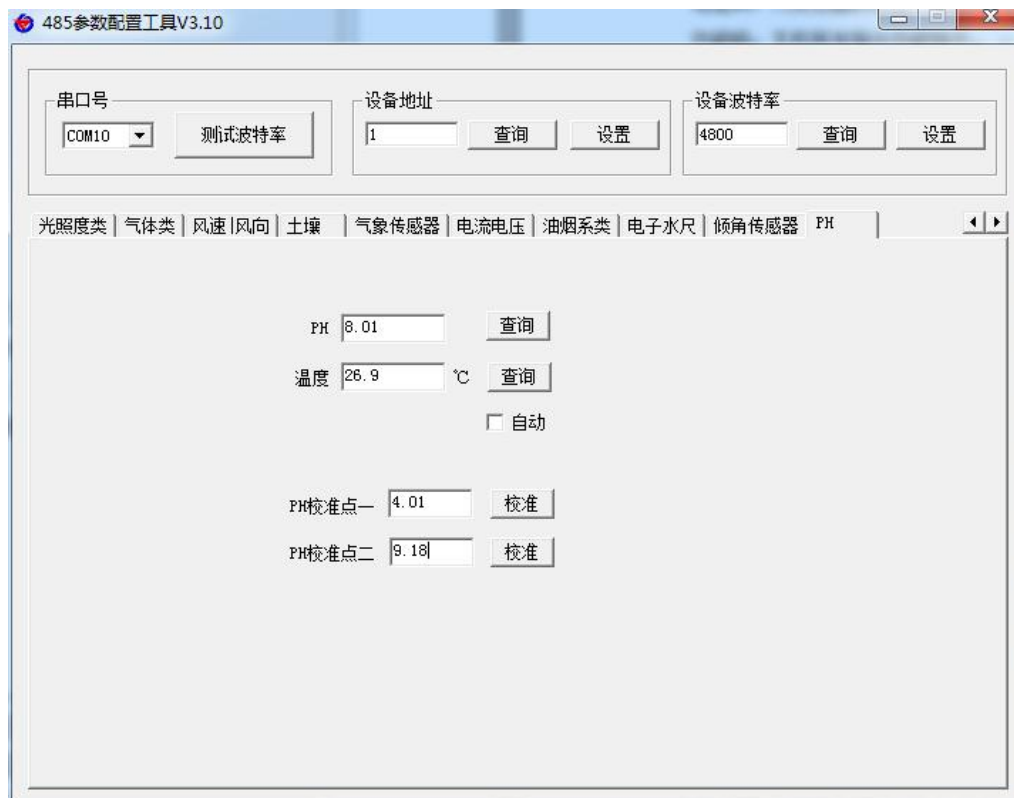 485参数配置工具V3.10
串口号 设备地址 设备波特率
COM10 测试波特率 1 查询 设置 4800 查询 设置
光照度类 气体类 风速|风向 土壤 气象传感器 电流电压 油烟系类 电子水尺 倾角传感器 PH
PH 8.01 查询
温度 26.9 ℃ 查询
自动
PH校准点一 4.01 校准
PH校准点二 9.18 校准